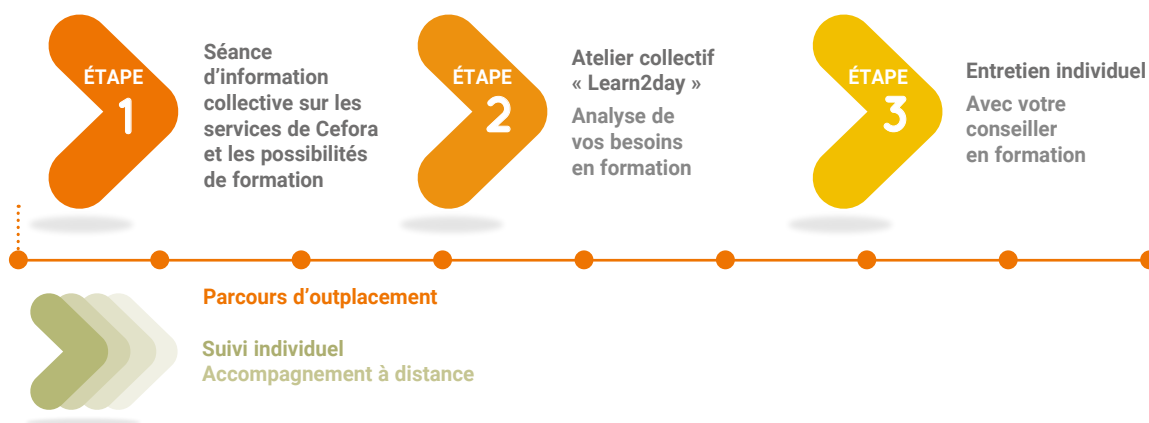 ÉTAPE
1
Séance
d’information
collective sur les
services de Cefora
et les possibilités
de formation
ÉTAPE
2
Atelier collectif
« Learn2day »
Analyse de
vos besoins
en formation
ÉTAPE
3
Entretien individuel
Avec votre
conseiller
en formation
Parcours d’outplacement
Suivi individuel
Accompagnement à distance